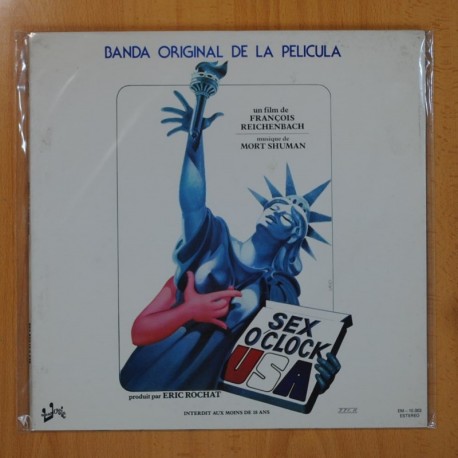 BANDA ORIGINAL DE LA PELICULA
un film de
FRANÇOIS
REICHENBACH
musique de
MORT SHUMAN
SEX
O'CLOCK
USA
produit par ERIC ROCHAT
INTERDIT AUX MOINS DE 18 ANS
ESTEREO